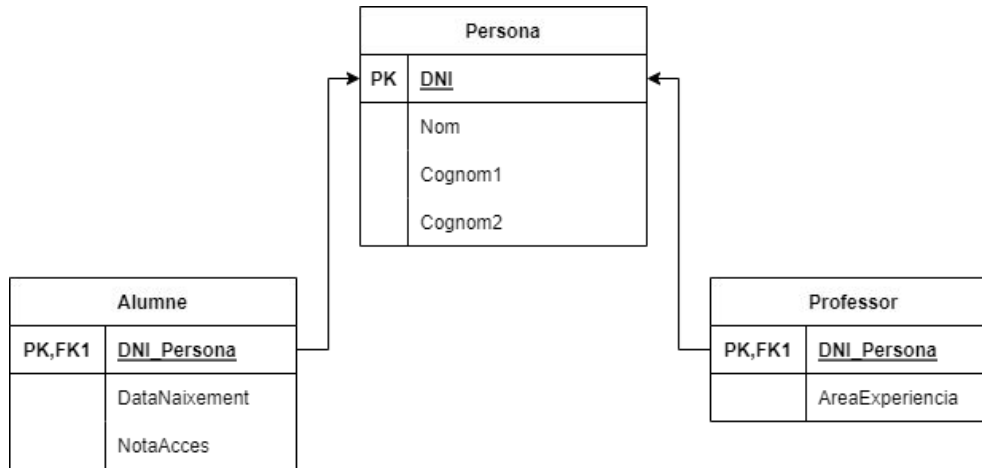 Persona
PK DNI
Nom
Cognom1
Cognom2
Alumne
PK,FK1 DNI_Persona
DataNaixement
NotaAcces
Professor
PK,FK1 DNI_Persona
AreaExperiencia